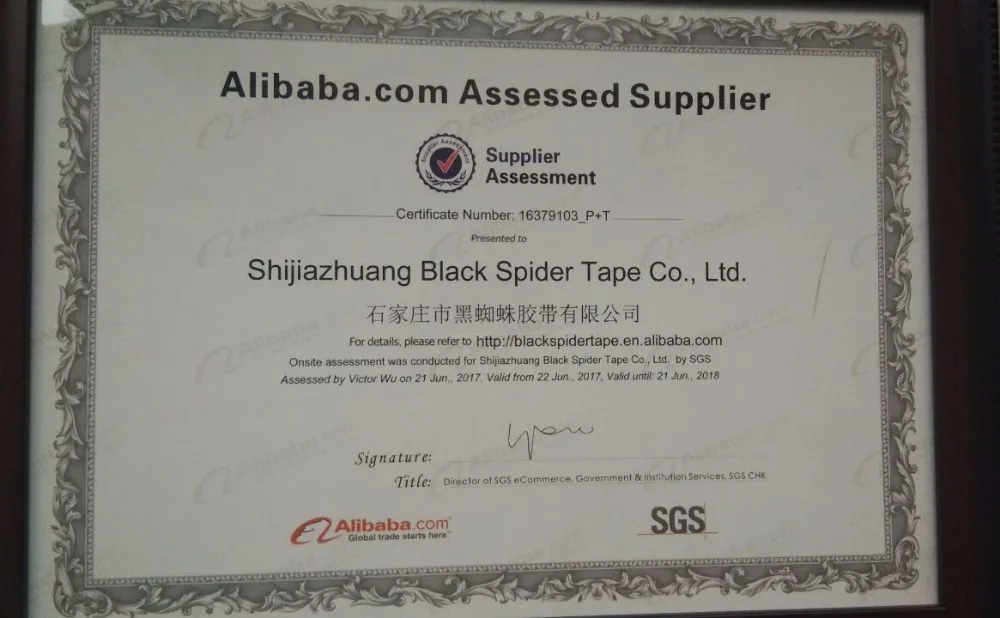 Alibaba.com Assessed Supplier
Supplier Assessment
Supplier
Assessment
Certificate Number: 16379103_P+T
Presented to
Shijiazhuang Black Spider Tape Co., Ltd.
石家庄市黑蜘蛛胶带有限公司
For details, please refer to http://blackspidertape.en.alibaba.com
Onsite assessment was conducted for Shijiazhuang Black Spider Tape Co., Ltd. by SGS
Assessed by Victor Wu on 21 Jun., 2017, Valid from 22 Jun., 2017, Valid until: 21 Jun., 2018
Signature:
Title: Director of SGS eCommerce, Government & Institution Services, SGS CHK
Alibaba.com®
Global trade starts here.™
SGS